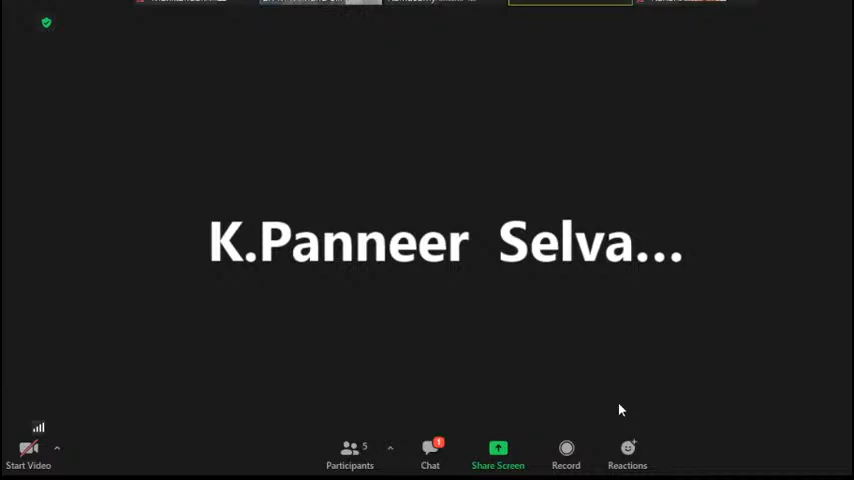 K.Panneer Selva...
5
1
Start Video
Participants
Chat
Share Screen
Record
Reactions